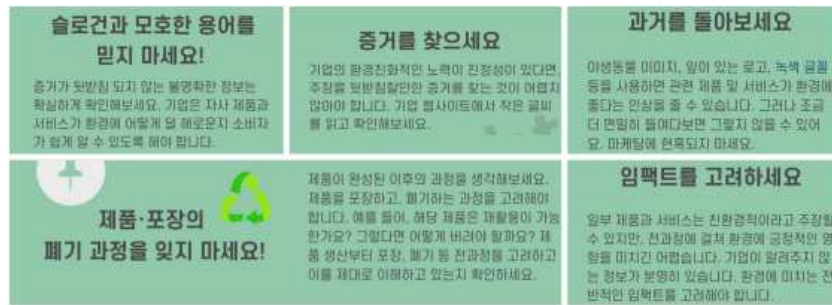 슬로건과 모호한 용어를
믿지 마세요!
증거가 뒷받침 되지 않는 불명확한 정보는
확실하게 확인해보세요. 기업은 자사 제품과
서비스가 환경에 어떻게 덜 해로운지 소비자
가 쉽게 알 수 있도록 해야 합니다.
증거를 찾으세요
기업의 환경친화적인 노력이 진정성이 있다면,
주장을 뒷받침할만한 증거를 찾는 것이 어렵지
않아야 합니다. 기업 웹사이트에서 작은 글씨
를 읽고 확인해보세요.
과거를 돌아보세요
야생동물 이미지, 잎이 있는 로고, 녹색 글꼴
등을 사용하면 관련 제품 및 서비스가 환경에
좋다는 인상을 줄 수 있습니다. 그러나 조금
더 면밀히 들여다보면 그렇지 않을 수 있어
요. 마케팅에 현혹되지 마세요.
제품·포장의
폐기 과정을 잊지 마세요!
제품이 완성된 이후의 과정을 생각해보세요.
제품을 포장하고, 폐기하는 과정을 고려해야
합니다. 예를 들어, 해당 제품은 재활용이 가능
한가요? 그렇다면 어떻게 버려야 할까요? 제
품 생산부터 포장, 폐기 등 전과정을 고려하고
이를 제대로 이해하고 있는지 확인하세요.
임팩트를 고려하세요
일부 제품과 서비스는 친환경적이라고 주장할
수 있지만, 전과정에 걸쳐 환경에 긍정적인 영
향을 미치긴 어렵습니다. 기업이 알려주지 않
는 정보가 분명히 있습니다. 환경에 미치는 전
반적인 임팩트를 고려해야 합니다.